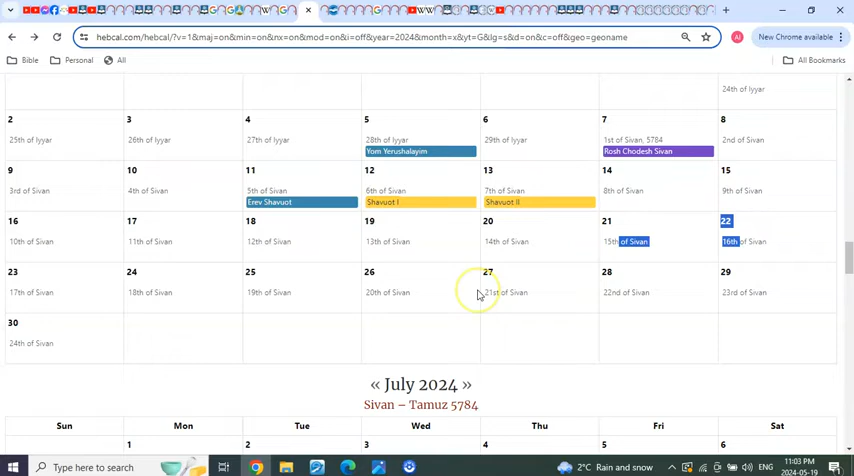 hebcal.com/hebcal/?v=1&maj=on&min=on&nx=on&mod=on&i=off&year=2024&month=x&yt=G&lg=s&d=on&c=off&geo=geoname
AI
New Chrome available
Bible
Personal
All
All Bookmarks
24th of Iyyar
2 3 4 5 6 7 8
25th of Iyyar 26th of Iyyar 27th of Iyyar 28th of Iyyar 29th of Iyyar 1st of Sivan, 5784 2nd of Sivan
Yom Yerushalayim Rosh Chodesh Sivan
9 10 11 12 13 14 15
3rd of Sivan 4th of Sivan 5th of Sivan 6th of Sivan 7th of Sivan 8th of Sivan 9th of Sivan
Erev Shavuot Shavuot I Shavuot II
16 17 18 19 20 21 22
10th of Sivan 11th of Sivan 12th of Sivan 13th of Sivan 14th of Sivan 15th of Sivan 16th of Sivan
23 24 25 26 27 28 29
17th of Sivan 18th of Sivan 19th of Sivan 20th of Sivan 21st of Sivan 22nd of Sivan 23rd of Sivan
30
24th of Sivan
« July 2024 »
Sivan – Tamuz 5784
Sun Mon Tue Wed Thu Fri Sat
1 2 3 4 5 6
Type here to search
2°C Rain and snow
ENG
11:03 PM
2024-05-19